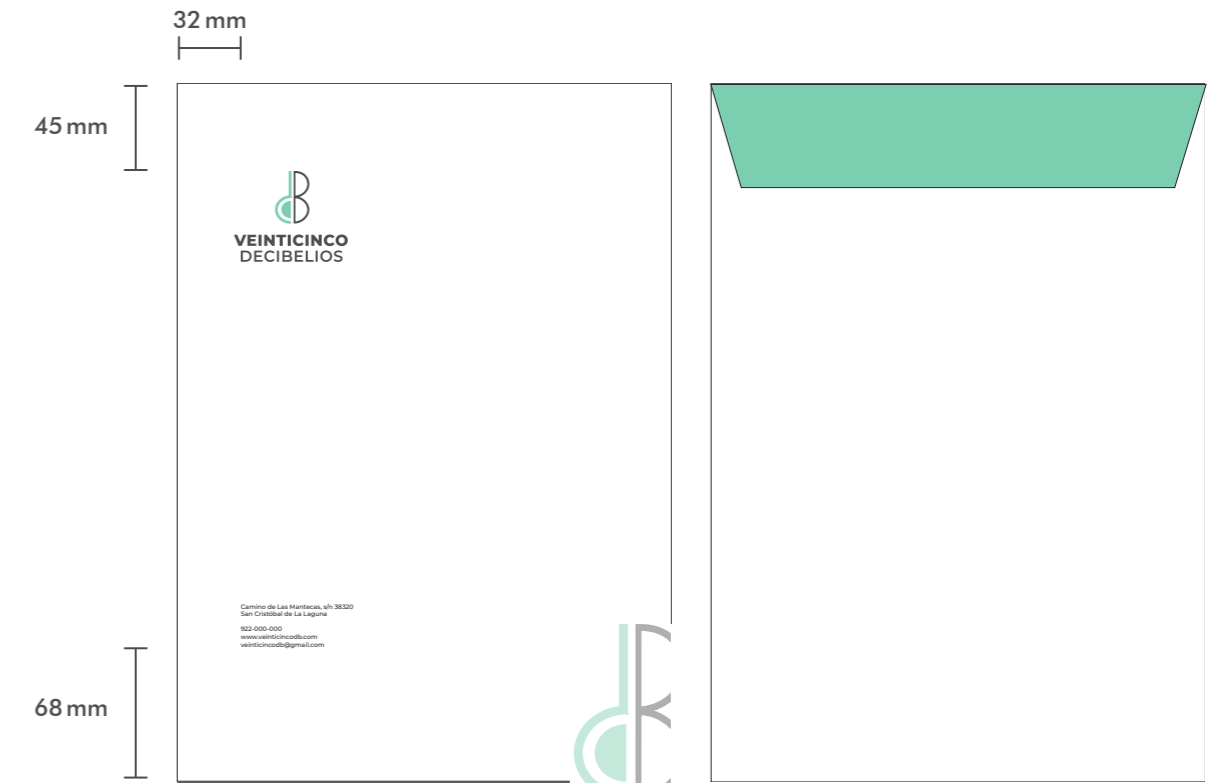 32 mm
45 mm
VEINTICINCO
DECIBELIOS
Camino de Las Mantecas, s/n 38320
San Cristóbal de La Laguna
922-000-000
www.veinticincodb.com
veinticincodb@gmail.com
68 mm